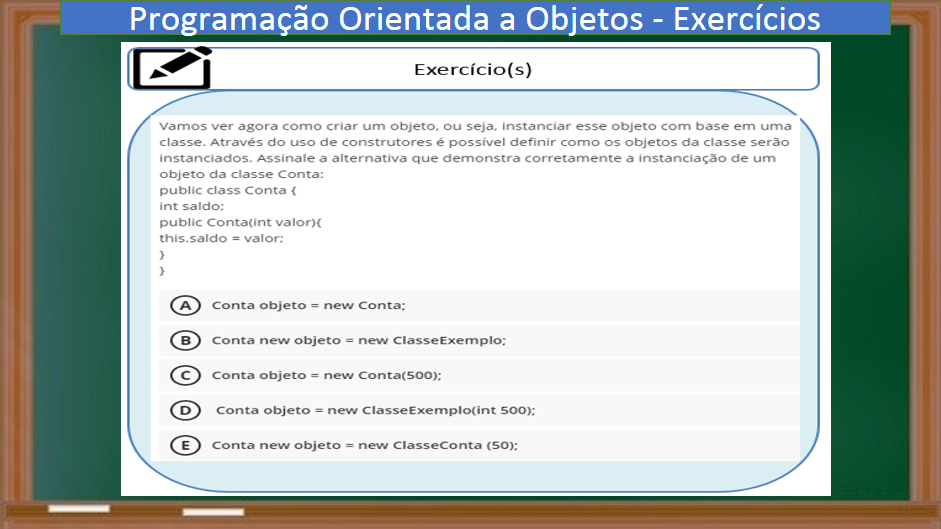 Programação Orientada a Objetos - Exercícios
Exercício(s)
Vamos ver agora como criar um objeto, ou seja, instanciar esse objeto com base em uma
classe. Através do uso de construtores é possível definir como os objetos da classe serão
instanciados. Assinale a alternativa que demonstra corretamente a instanciação de um
objeto da classe Conta:
public class Conta {
int saldo;
public Conta(int valor){
this.saldo = valor;
}
}
A Conta objeto = new Conta;
B Conta new objeto = new ClasseExemplo;
C Conta objeto = new Conta(500);
D Conta objeto = new ClasseExemplo(int 500);
E Conta new objeto = new ClasseConta (50);